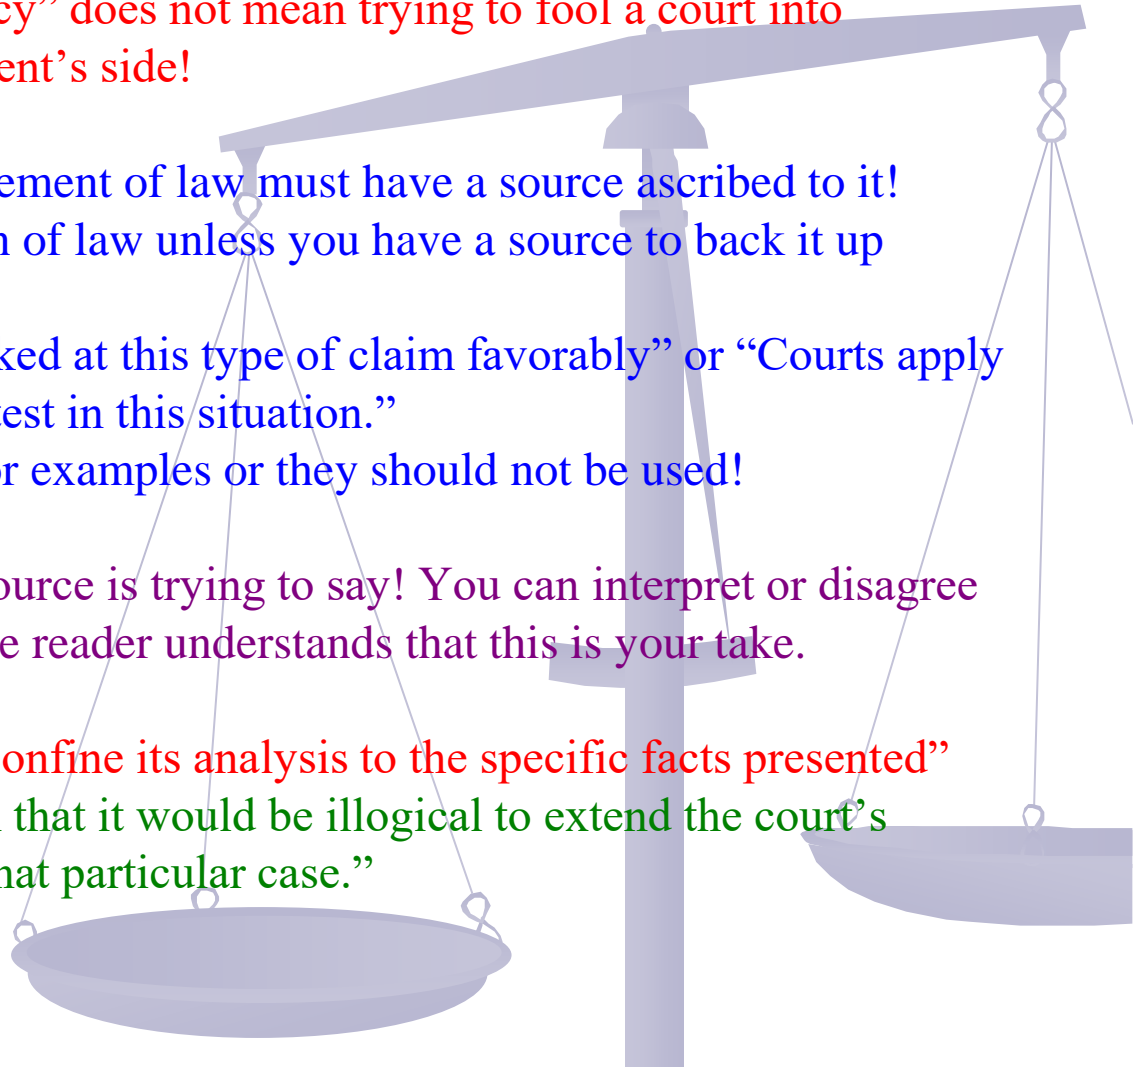 cy” does not mean trying to fool a court into
ent’s side!
ement of law must have a source ascribed to it!
n of law unless you have a source to back it up
ked at this type of claim favorably” or “Courts apply
test in this situation.”
or examples or they should not be used!
ource is trying to say! You can interpret or disagree
e reader understands that this is your take.
onfine its analysis to the specific facts presented”
that it would be illogical to extend the court’s
hat particular case.”